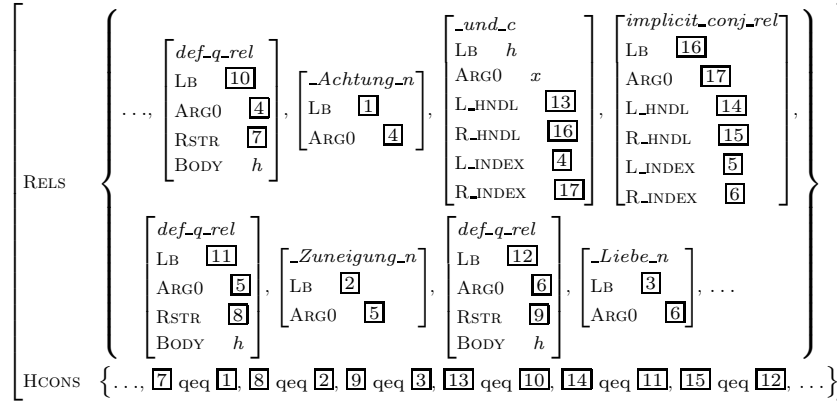 RELS
…, def_q_rel LB 10 ARG0 4 RSTR 7 BODY h ,
_Achtung_n LB 1 ARG0 4 ,
_und_c LB h ARG0 x L_HNDL 13 R_HNDL 16 L_INDEX 4 R_INDEX 17 ,
implicit_conj_rel LB 16 ARG0 17 L_HNDL 14 R_HNDL 15 L_INDEX 5 R_INDEX 6 ,
def_q_rel LB 11 ARG0 5 RSTR 8 BODY h ,
_Zuneigung_n LB 2 ARG0 5 ,
def_q_rel LB 12 ARG0 6 RSTR 9 BODY h ,
_Liebe_n LB 3 ARG0 6 , …
HCONS {…, 7 qeq 1, 8 qeq 2, 9 qeq 3, 13 qeq 10, 14 qeq 11, 15 qeq 12, …}